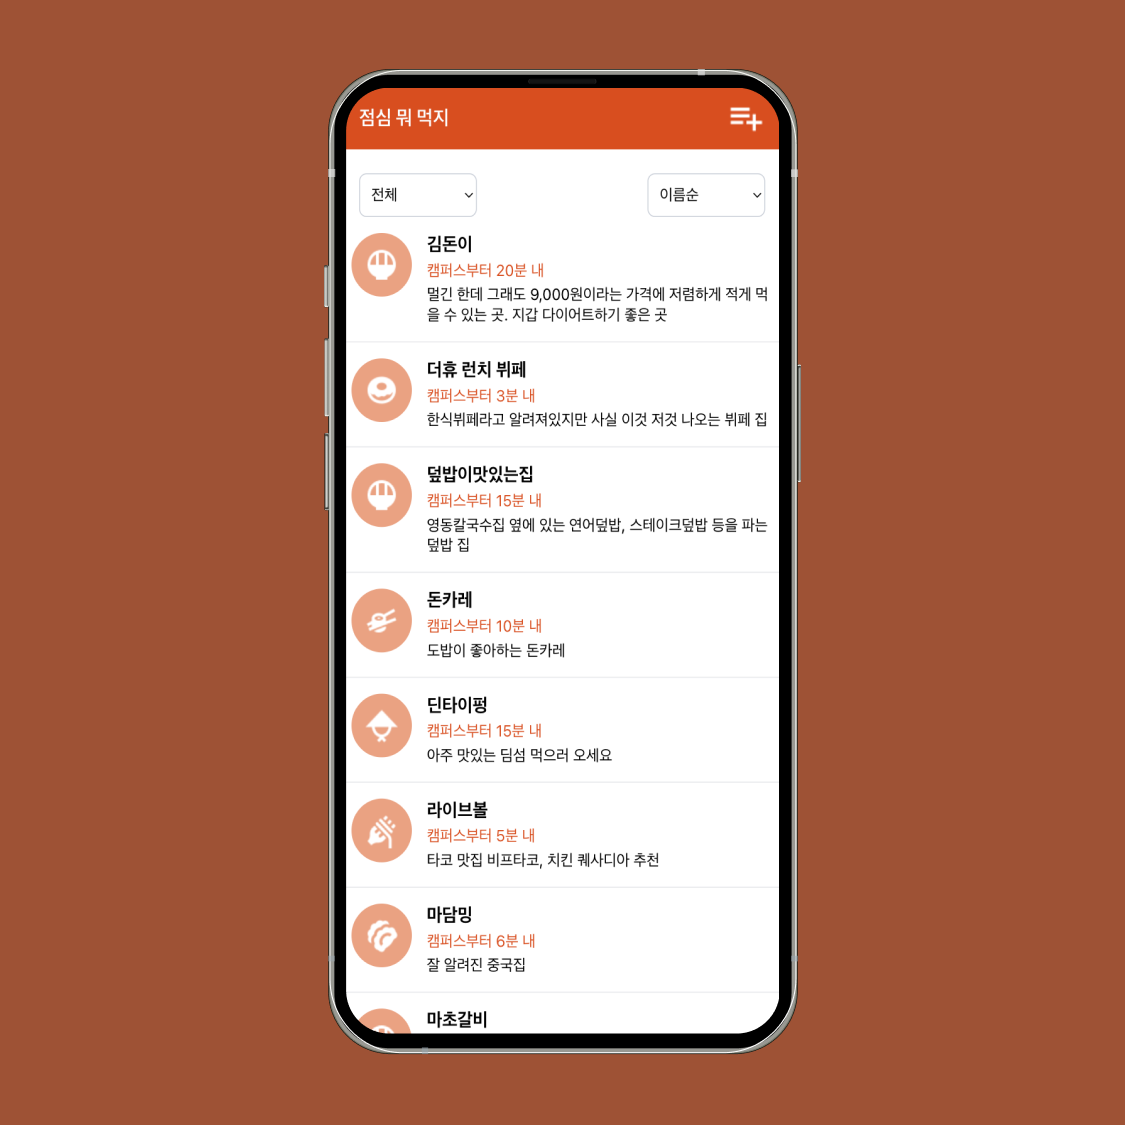 점심 뭐 먹지
전체
이름순
김돈이
캠퍼스부터 20분 내
멀긴 한데 그래도 9,000원이라는 가격에 저렴하게 적게 먹
을 수 있는 곳. 지갑 다이어트하기 좋은 곳
더휴 런치 뷔페
캠퍼스부터 3분 내
한식뷔페라고 알려져있지만 사실 이것 저것 나오는 뷔페 집
덮밥이맛있는집
캠퍼스부터 15분 내
영동칼국수집 옆에 있는 연어덮밥, 스테이크덮밥 등을 파는
덮밥 집
돈카레
캠퍼스부터 10분 내
도밥이 좋아하는 돈카레
딘타이펑
캠퍼스부터 15분 내
아주 맛있는 딤섬 먹으러 오세요
라이브볼
캠퍼스부터 5분 내
타코 맛집 비프타코, 치킨 퀘사디아 추천
마담밍
캠퍼스부터 6분 내
잘 알려진 중국집
마초갈비